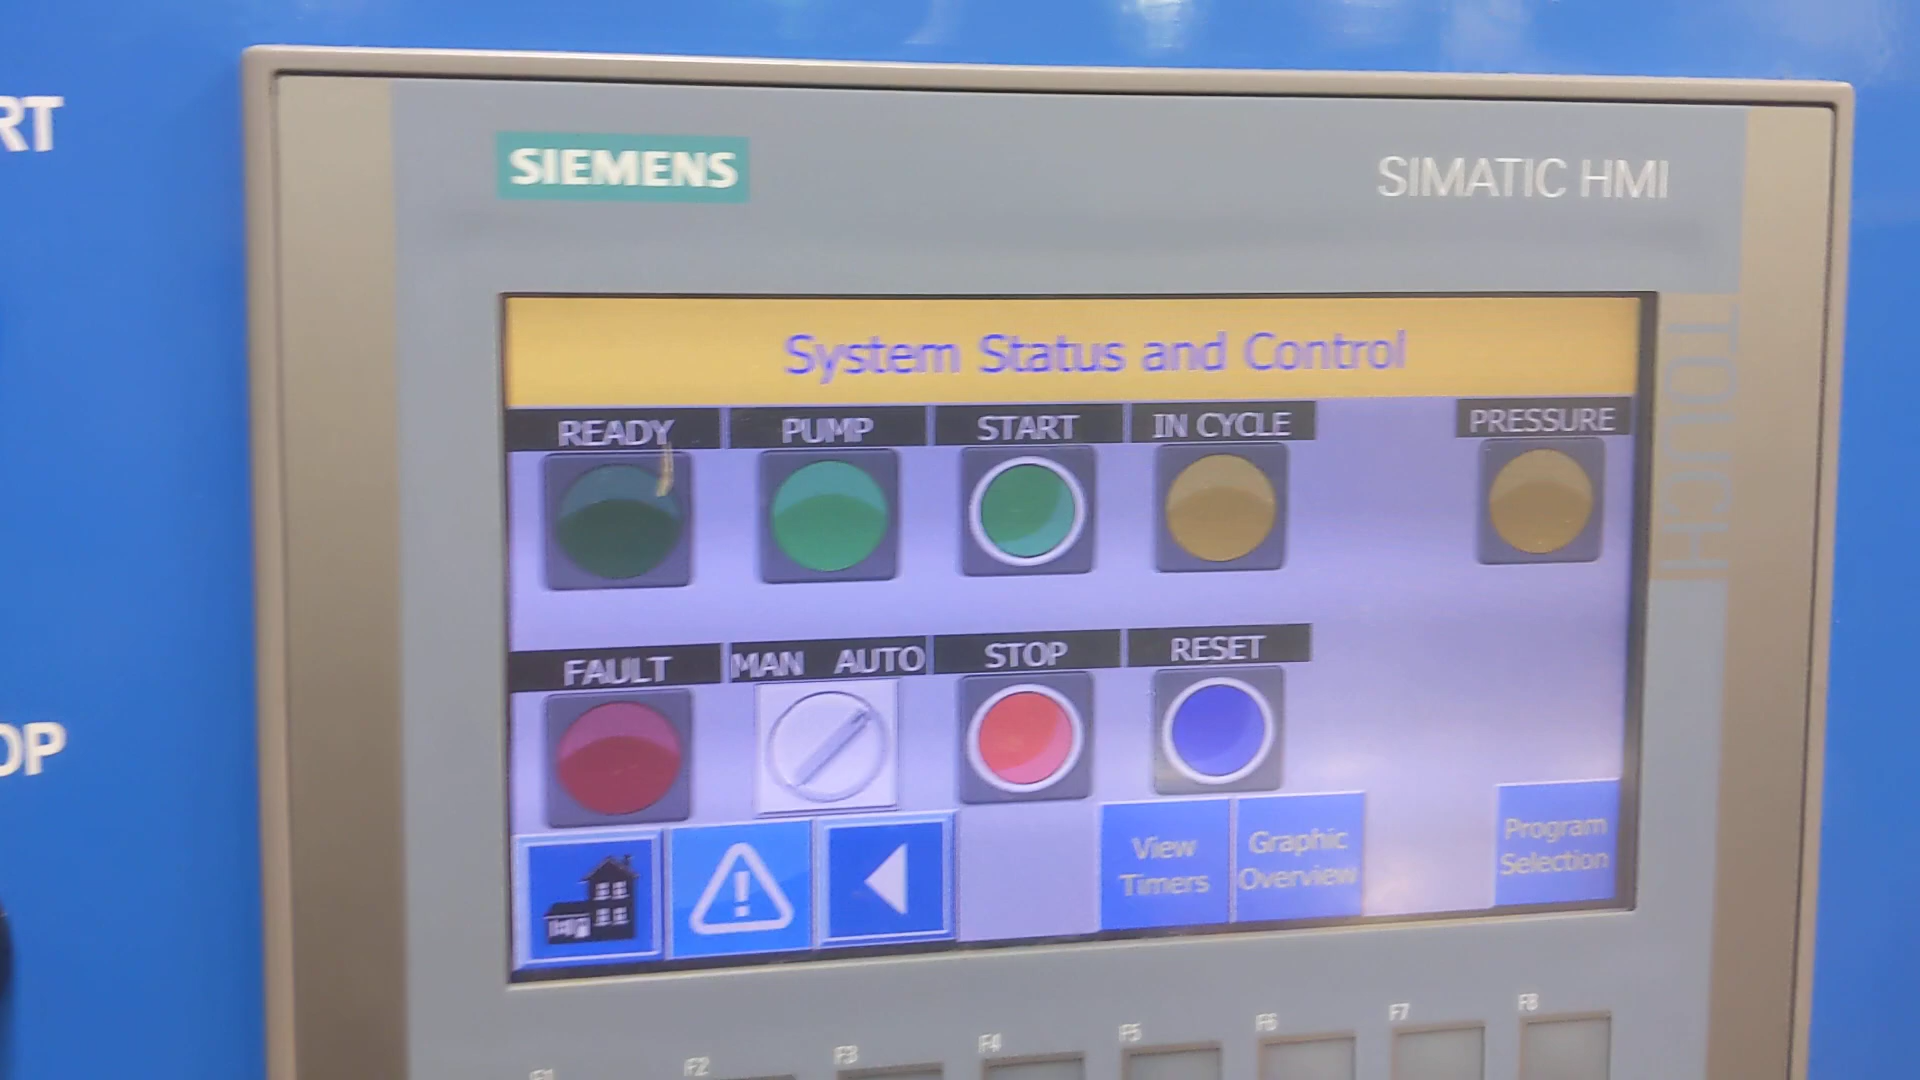 RT
SIEMENS
SIMATIC HMI
TOUCH
System Status and Control
READY PUMP START IN CYCLE PRESSURE
FAULT MAN AUTO STOP RESET
View
Timers
Graphic
Overview
Program
Selection
OP
F1 F2 F3 F4 F5 F6 F7 F8